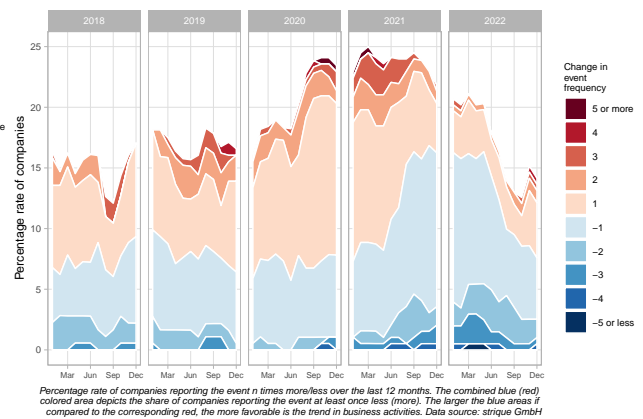 2018 2019 2020 2021 2022
Percentage rate of companies
e
25
20
15
10
5
0
Mar Jun Sep Dec Mar Jun Sep Dec Mar Jun Sep Dec Mar Jun Sep Dec Mar Jun Sep Dec
Change in
event
frequency
5 or more
4
3
2
1
−1
−2
−3
−4
−5 or less
Percentage rate of companies reporting the event n times more/less over the last 12 months. The combined blue (red)
colored area depicts the share of companies reporting the event at least once less (more). The larger the blue areas if
compared to the corresponding red, the more favorable is the trend in business activities. Data source: strique GmbH